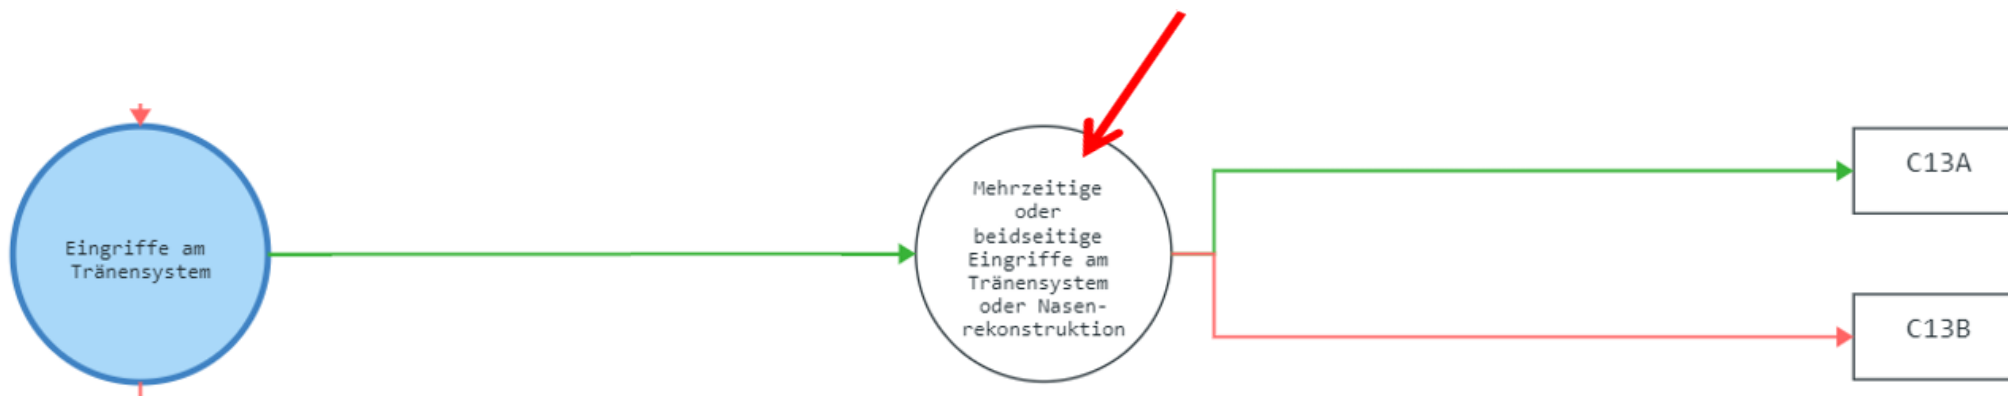 Eingriffe am
Tränensystem
Mehrzeitige
oder
beidseitige
Eingriffe am
Tränensystem
oder Nasen-
rekonstruktion
C13A
C13B